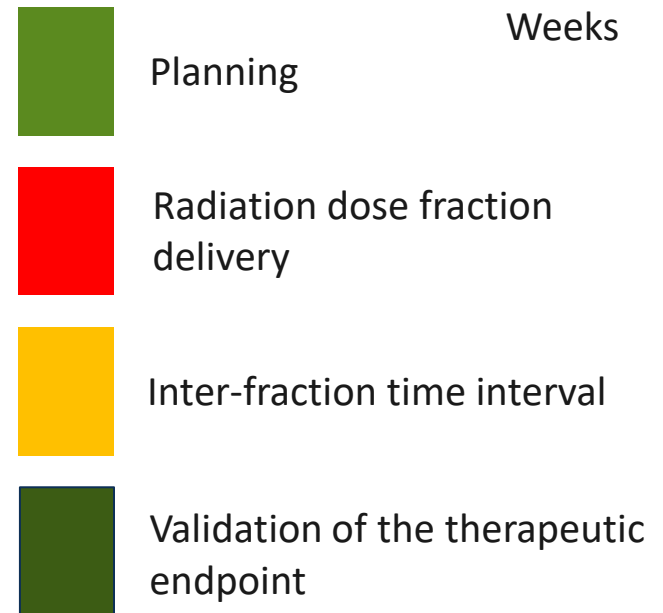 Weeks
Planning
Radiation dose fraction
delivery
Inter-fraction time interval
Validation of the therapeutic
endpoint